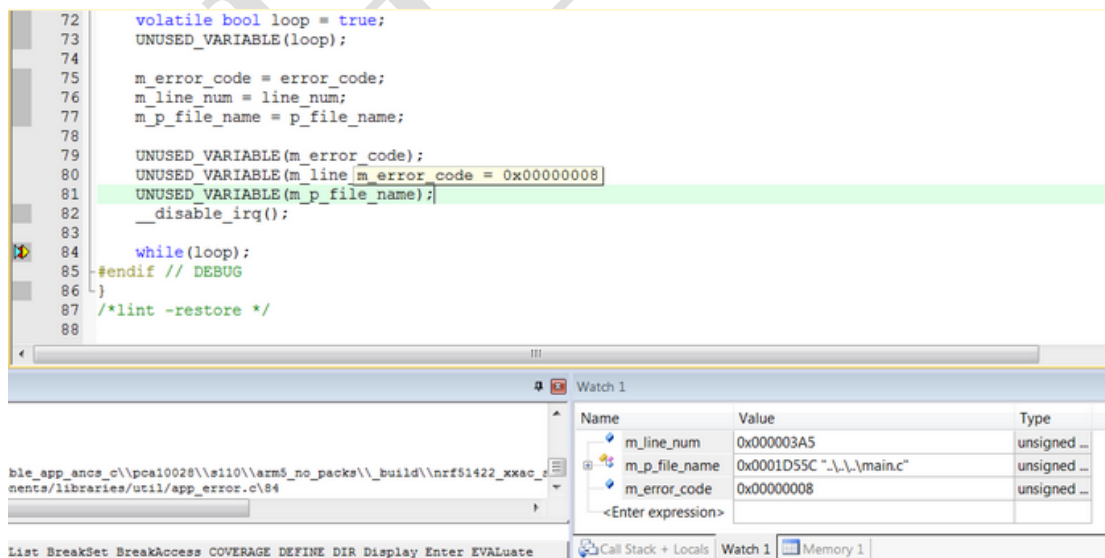 72 volatile bool loop = true;
73 UNUSED_VARIABLE(loop);
74
75 m_error_code = error_code;
76 m_line_num = line_num;
77 m_p_file_name = p_file_name;
78
79 UNUSED_VARIABLE(m_error_code);
80 UNUSED_VARIABLE(m_line m_error_code = 0x00000008
81 UNUSED_VARIABLE(m_p_file_name);
82 __disable_irq();
83
84 while(loop);
85 #endif // DEBUG
86 }
87 /*lint -restore */
88
Watch 1
Name Value Type
m_line_num 0x000003A5 unsigned ...
m_p_file_name 0x0001D55C "..\..\..\main.c" unsigned ...
m_error_code 0x00000008 unsigned ...
<Enter expression>
ble_app_ancs_c\\pca10028\\s110\\arm5_no_packs\\_build\\nrf51422_xxac_s
nents/libraries/util/app_error.c\84
List BreakSet BreakAccess COVERAGE DEFINE DIR Display Enter EVALuate
Call Stack + Locals Watch 1 Memory 1